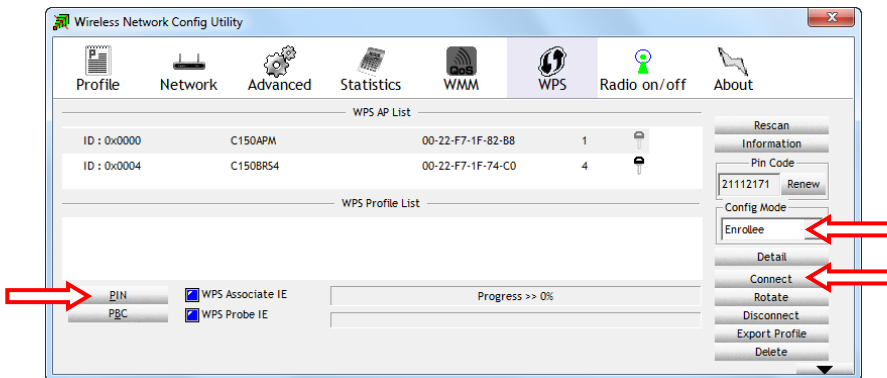 Wireless Network Config Utility
Profile Network Advanced Statistics QoS WMM WPS Radio on/off About
WPS AP List
ID : 0x0000 C150APM 00-22-F7-1F-82-B8 1
ID : 0x0004 C150BRS4 00-22-F7-1F-74-C0 4
WPS Profile List
PIN WPS Associate IE Progress >> 0%
PBC WPS Probe IE
Rescan
Information
Pin Code
21112171 Renew
Config Mode
Enrollee
Detail
Connect
Rotate
Disconnect
Export Profile
Delete